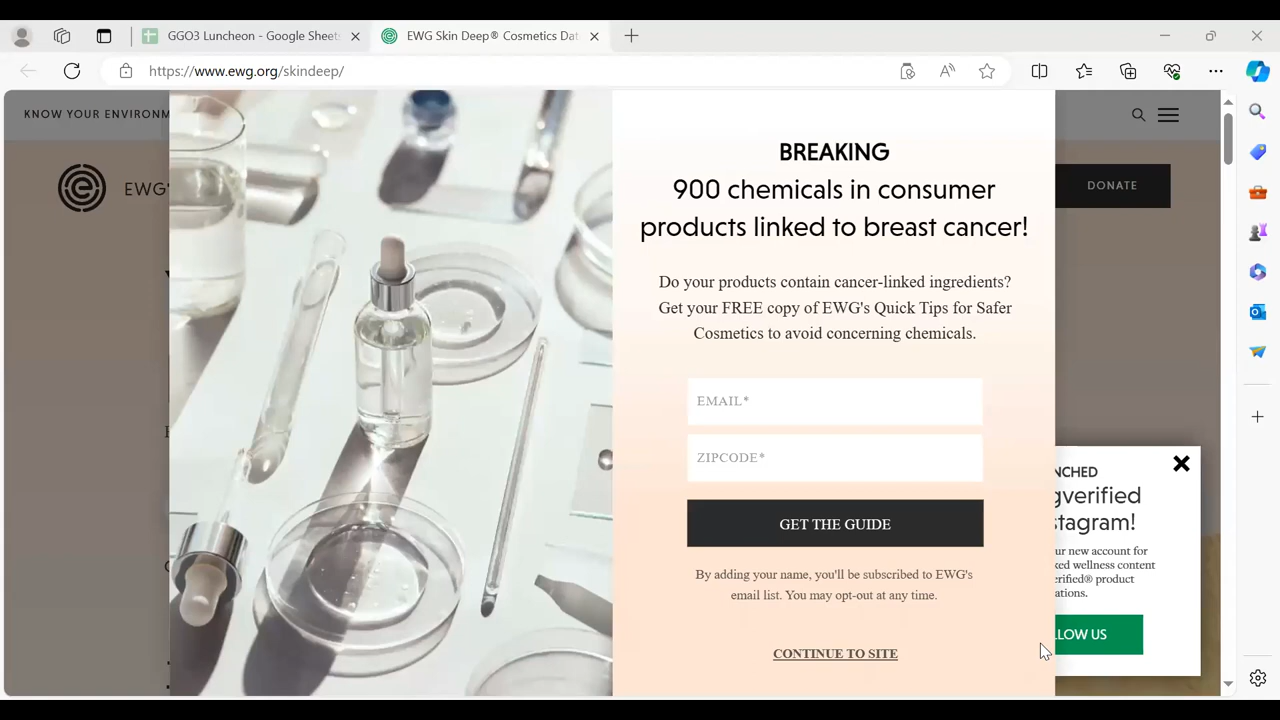 GGO3 Luncheon - Google Sheets
EWG Skin Deep® Cosmetics Dat
https://www.ewg.org/skindeep/
KNOW YOUR ENVIRONM
EWG'
DONATE
BREAKING
900 chemicals in consumer
products linked to breast cancer!
Do your products contain cancer-linked ingredients?
Get your FREE copy of EWG's Quick Tips for Safer
Cosmetics to avoid concerning chemicals.
EMAIL*
ZIPCODE*
GET THE GUIDE
By adding your name, you'll be subscribed to EWG's
email list. You may opt-out at any time.
CONTINUE TO SITE
NCHED
gverified
stagram!
ur new account for
ked wellness content
erified® product
ations.
LLOW US